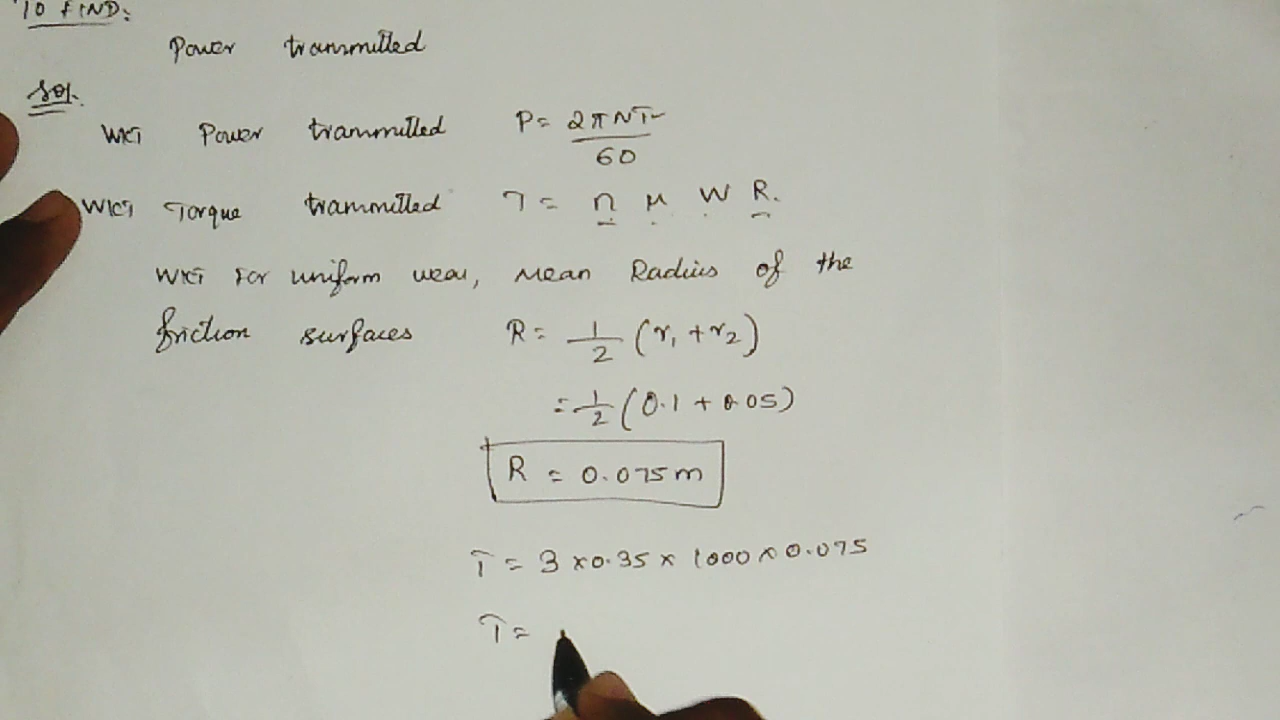 To FIND:
Power transmitted
Sol.
WKT Power transmitted P = 2πNT / 60
WKT Torque transmitted T = n μ W R.
WKT For uniform wear, Mean Radius of the
friction surfaces R = 1/2 (r₁ + r₂)
= 1/2 (0.1 + 0.05)
R = 0.075m
T = 3 × 0.35 × 1000 × 0.075
T =